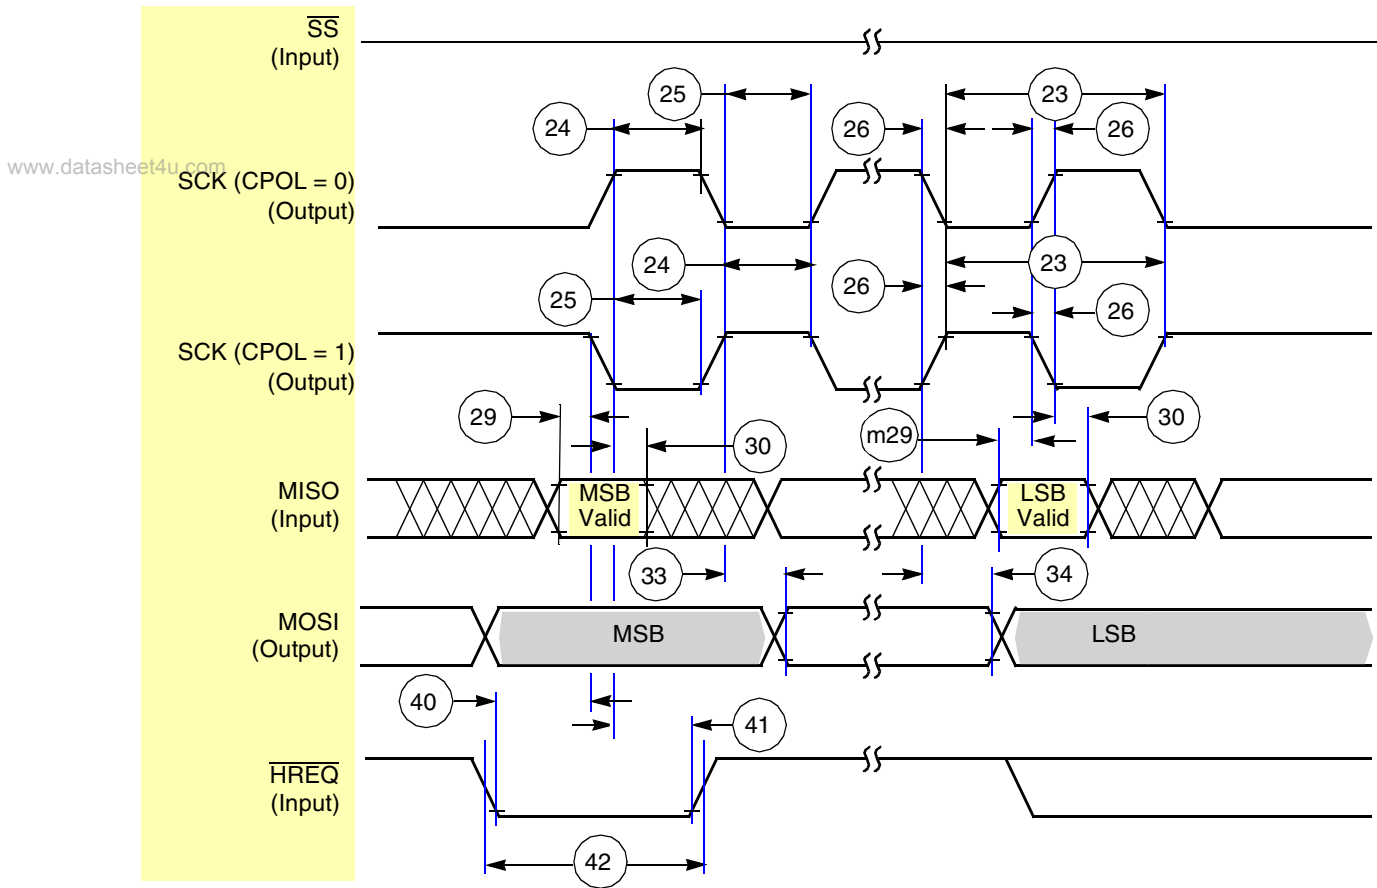 SS
(Input)
25
23
24
26
26
www.datasheet4u.com
SCK (CPOL = 0)
(Output)
24
23
25
26
26
SCK (CPOL = 1)
(Output)
29
30
m29
30
MISO
(Input)
MSB
Valid
LSB
Valid
33
34
MOSI
(Output)
MSB
LSB
40
41
HREQ
(Input)
42